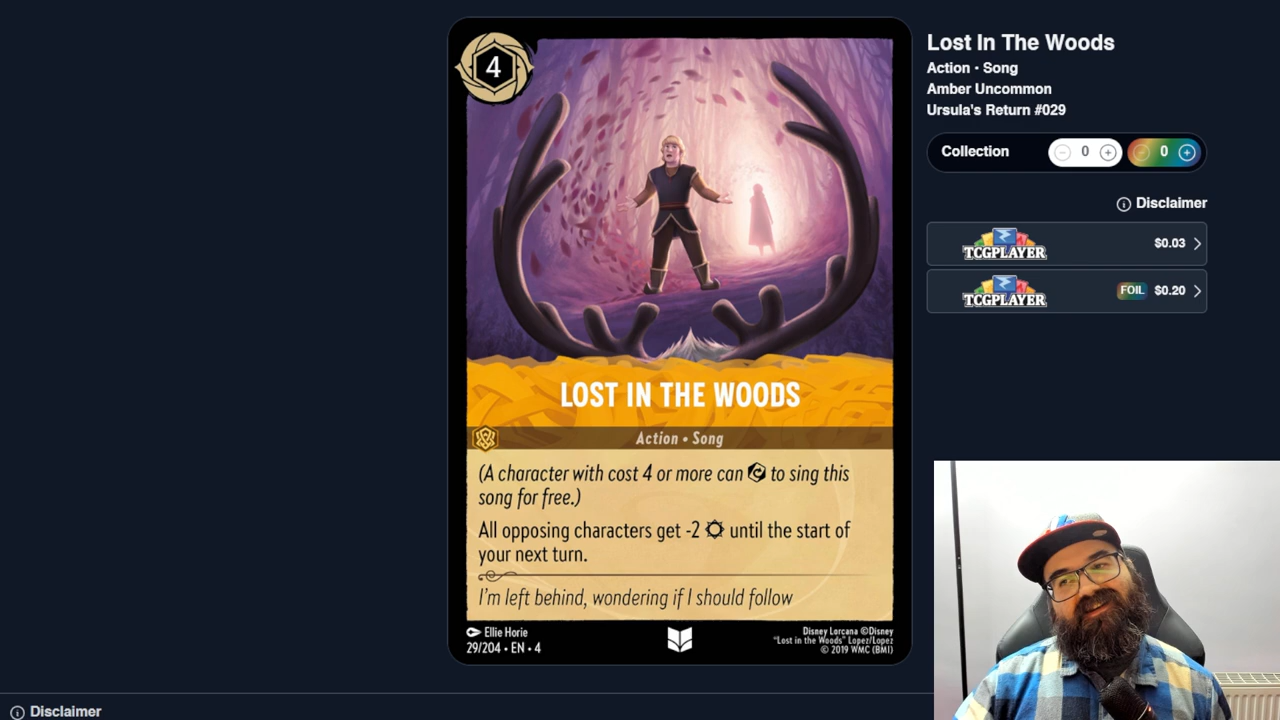 4
LOST IN THE WOODS
Action • Song
(A character with cost 4 or more can to sing this
song for free.)
All opposing characters get -2 until the start of
your next turn.
I'm left behind, wondering if I should follow
Ellie Horie
29/204 • EN • 4
Disney Lorcana ©Disney
"Lost in the Woods" Lopez/Lopez
© 2019 WMC (BMI)
Lost In The Woods
Action • Song
Amber Uncommon
Ursula's Return #029
Collection 0 0
Disclaimer
TCGPLAYER $0.03
TCGPLAYER FOIL $0.20
Disclaimer